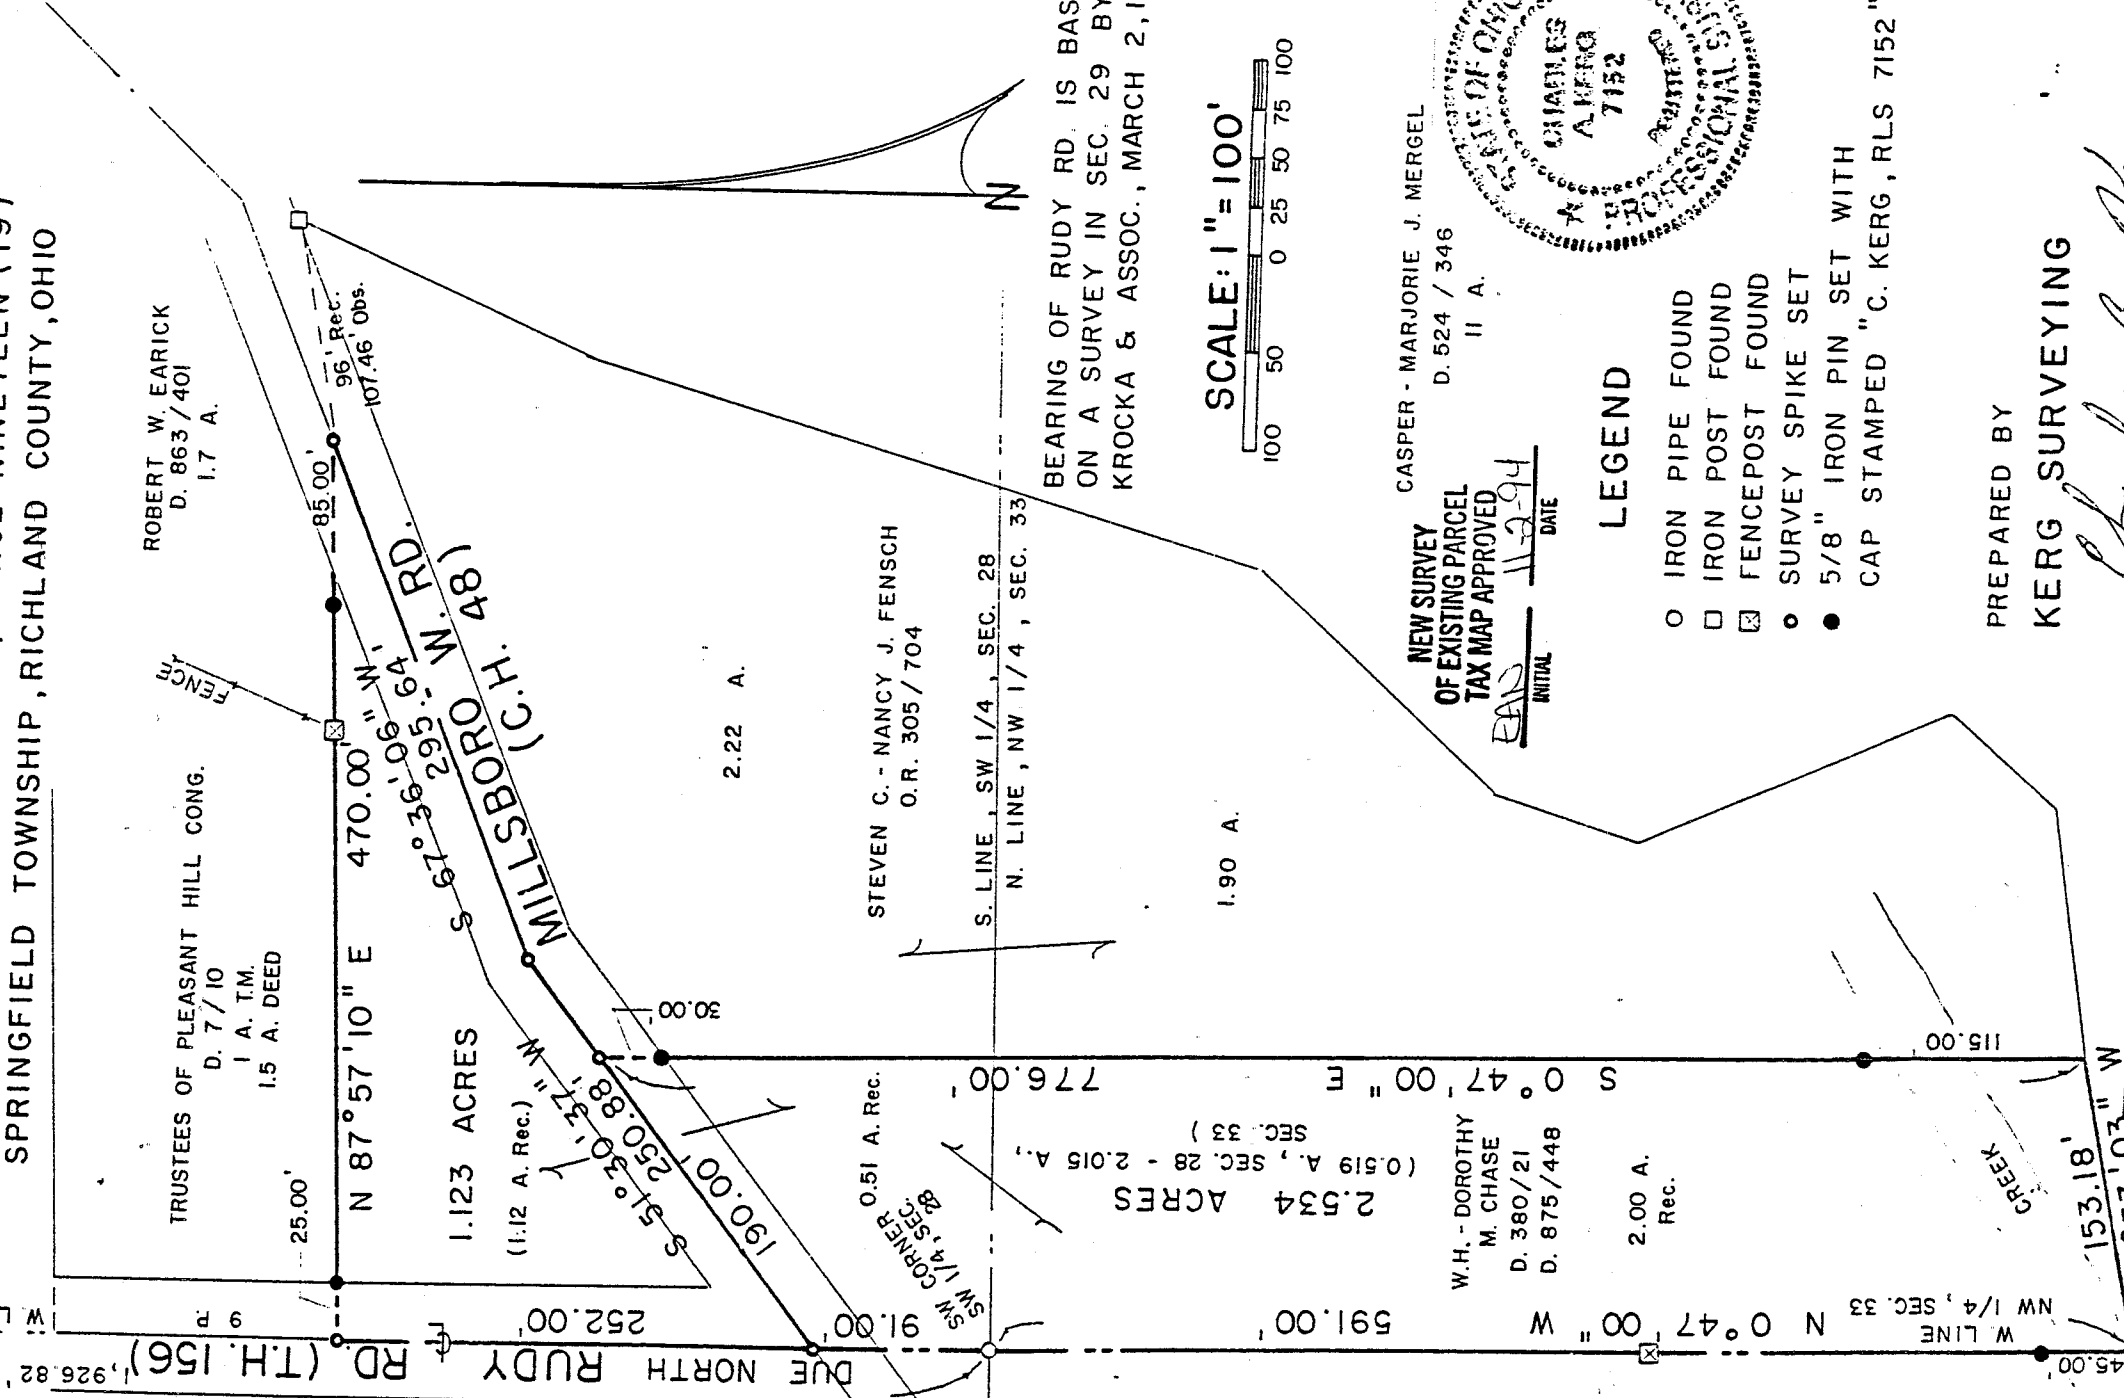 SPRINGFIELD TOWNSHIP, RICHLAND COUNTY, OHIO
ROBERT W. EARICK
D. 863/401
1.7 A.
TRUSTEES OF PLEASANT HILL CONG.
D. 7/10
1 A. T.M.
1.5 A. DEED
FENCE
25.00'
N 87°57'10" E 470.00'
85.00'
96' Rec.
107.46' Obs.
S 67°36'06" W
295.64'
MILLSBORO W. RD.
(C.H. 48)
1.123 ACRES
(1.12 A. Rec.)
S 51°30'37" W
250.88'
190.00'
30.00'
9 P
1,926.82'
DUE NORTH RUDY RD. (T.H. 156)
252.00'
91.00'
0.51 A. Rec.
SW CORNER
SW 1/4, SEC. 28
2.22 A.
STEVEN C. - NANCY J. FENSCH
O.R. 305/704
S. LINE, SW 1/4, SEC. 28
N. LINE, NW 1/4, SEC. 33
1.90 A.
776.00'
S 0°47'00" E
2.534 ACRES
(0.519 A., SEC. 28 - 2.015 A.,
SEC. 33)
W.H. - DOROTHY
M. CHASE
D. 380/21
D. 875/448
2.00 A.
Rec.
591.00'
N 0°47'00" W
W. LINE
NW 1/4, SEC. 33
CREEK
115.00'
153.18'
45.00'
N
BEARING OF RUDY RD. IS BAS
ON A SURVEY IN SEC. 29 BY
KROCKA & ASSOC., MARCH 2, 1
SCALE: 1" = 100'
100 50 0 25 50 75 100
CASPER - MARJORIE J. MERGEL
D. 524 / 346
11 A.
NEW SURVEY
OF EXISTING PARCEL
TAX MAP APPROVED
11-2-94
INITIAL DATE
STATE OF OHIO
CHARLES
A. KERG
7152
PROFESSIONAL
LEGEND
IRON PIPE FOUND
IRON POST FOUND
FENCEPOST FOUND
SURVEY SPIKE SET
5/8" IRON PIN SET WITH
CAP STAMPED "C. KERG, RLS 7152"
PREPARED BY
KERG SURVEYING